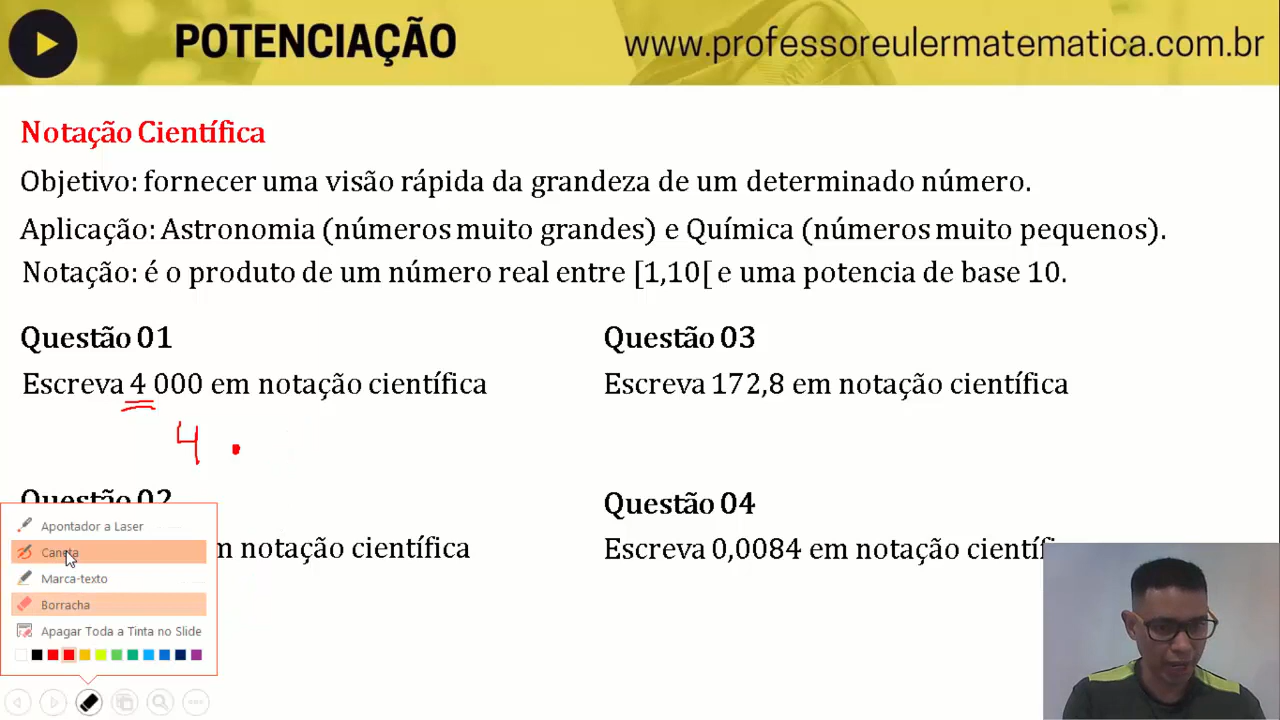 POTENCIAÇÃO
www.professoreulermatematica.com.br
Notação Científica
Objetivo: fornecer uma visão rápida da grandeza de um determinado número.
Aplicação: Astronomia (números muito grandes) e Química (números muito pequenos).
Notação: é o produto de um número real entre [1,10[ e uma potencia de base 10.
Questão 01
Escreva 4 000 em notação científica
4 .
Questão 02
m notação científica
Questão 03
Escreva 172,8 em notação científica
Questão 04
Escreva 0,0084 em notação científi
Apontador a Laser
Caneta
Marca-texto
Borracha
Apagar Toda a Tinta no Slide